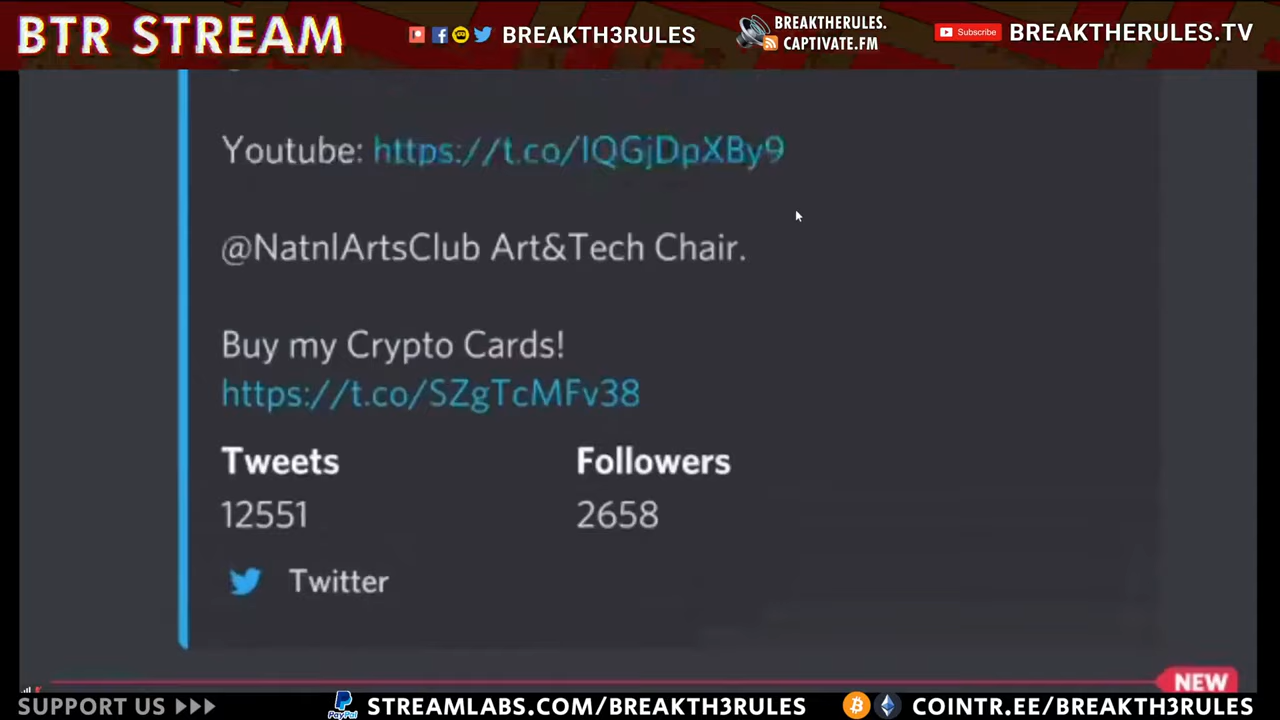 BTR STREAM
BREAKTH3RULES
BREAKTHERULES.
CAPTIVATE.FM
Subscribe
BREAKTHERULES.TV
Youtube: https://t.co/IQGjDpXBy9
@NatnlArtsClub Art&Tech Chair.
Buy my Crypto Cards!
https://t.co/SZgTcMFv38
Tweets Followers
12551 2658
Twitter
NEW
SUPPORT US >>>
PayPal
STREAMLABS.COM/BREAKTH3RULES
COINTR.EE/BREAKTH3RULES